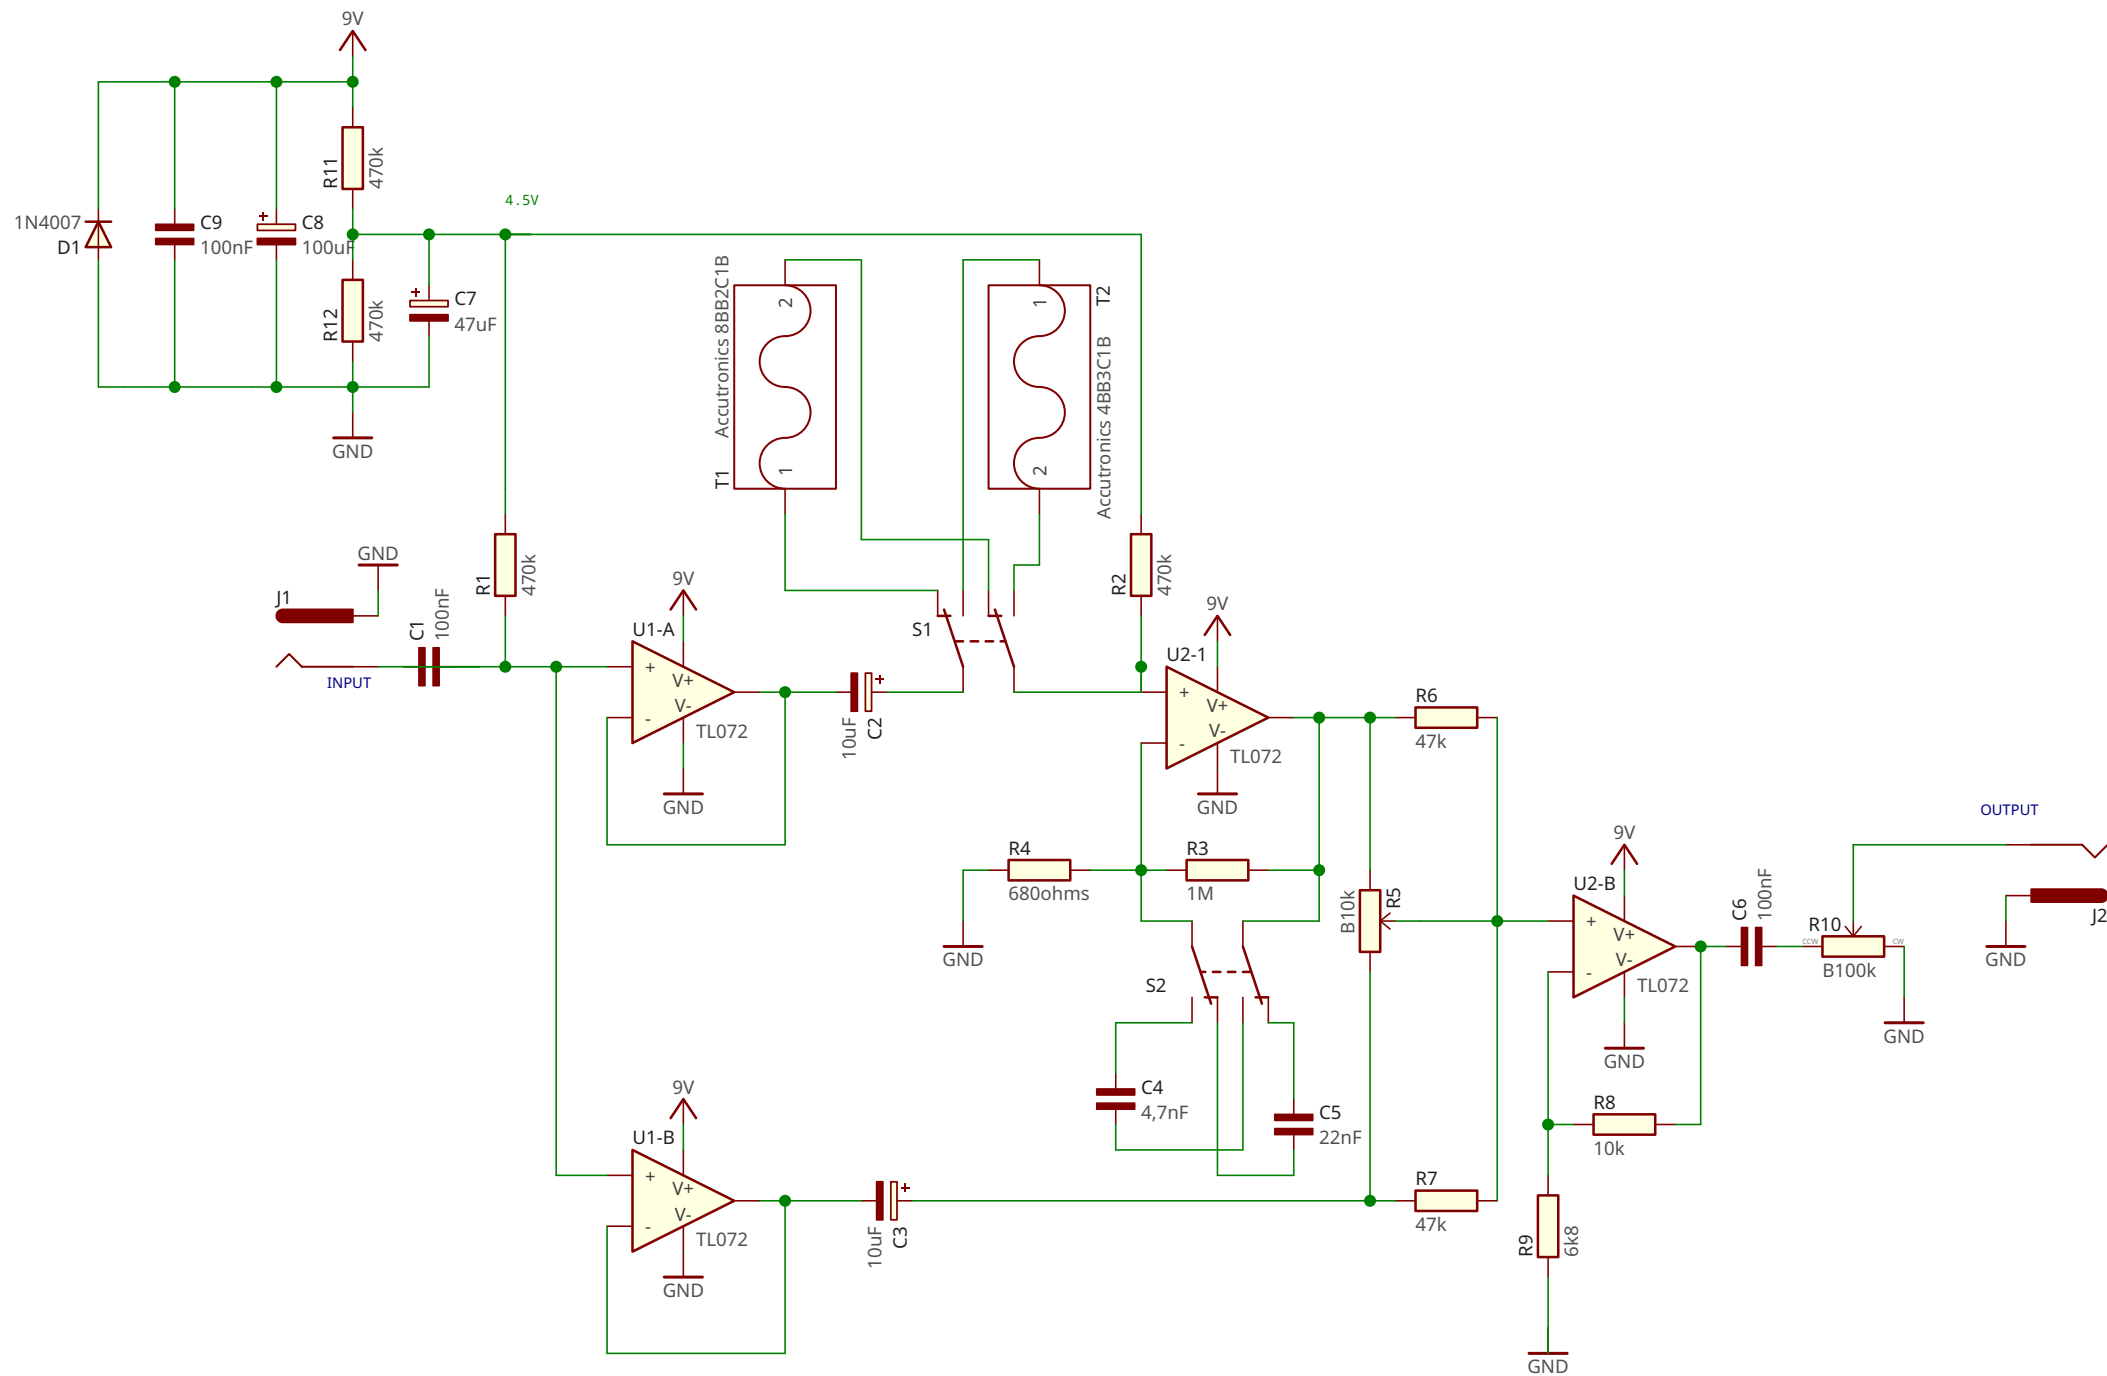 9V
R11
470k
1N4007
D1
C9
100nF
C8
100uF
4.5V
R12
470k
C7
47uF
GND
Accutronics 8BB2C1B
T1
2
1
T2
Accutronics 4BB3C1B
1
2
GND
J1
INPUT
C1
100nF
R1
470k
9V
U1-A
+
-
V+
V-
TL072
GND
10uF
C2
S1
R2
470k
9V
U2-1
+
-
V+
V-
TL072
GND
R6
47k
R4
680ohms
GND
R3
1M
B10k
R5
S2
C4
4,7nF
C5
22nF
9V
U2-B
+
-
V+
V-
TL072
GND
C6
100nF
R10
CCW
CW
B100k
GND
OUTPUT
J2
GND
R8
10k
R9
6k8
GND
9V
U1-B
+
-
V+
V-
TL072
GND
10uF
C3
R7
47k